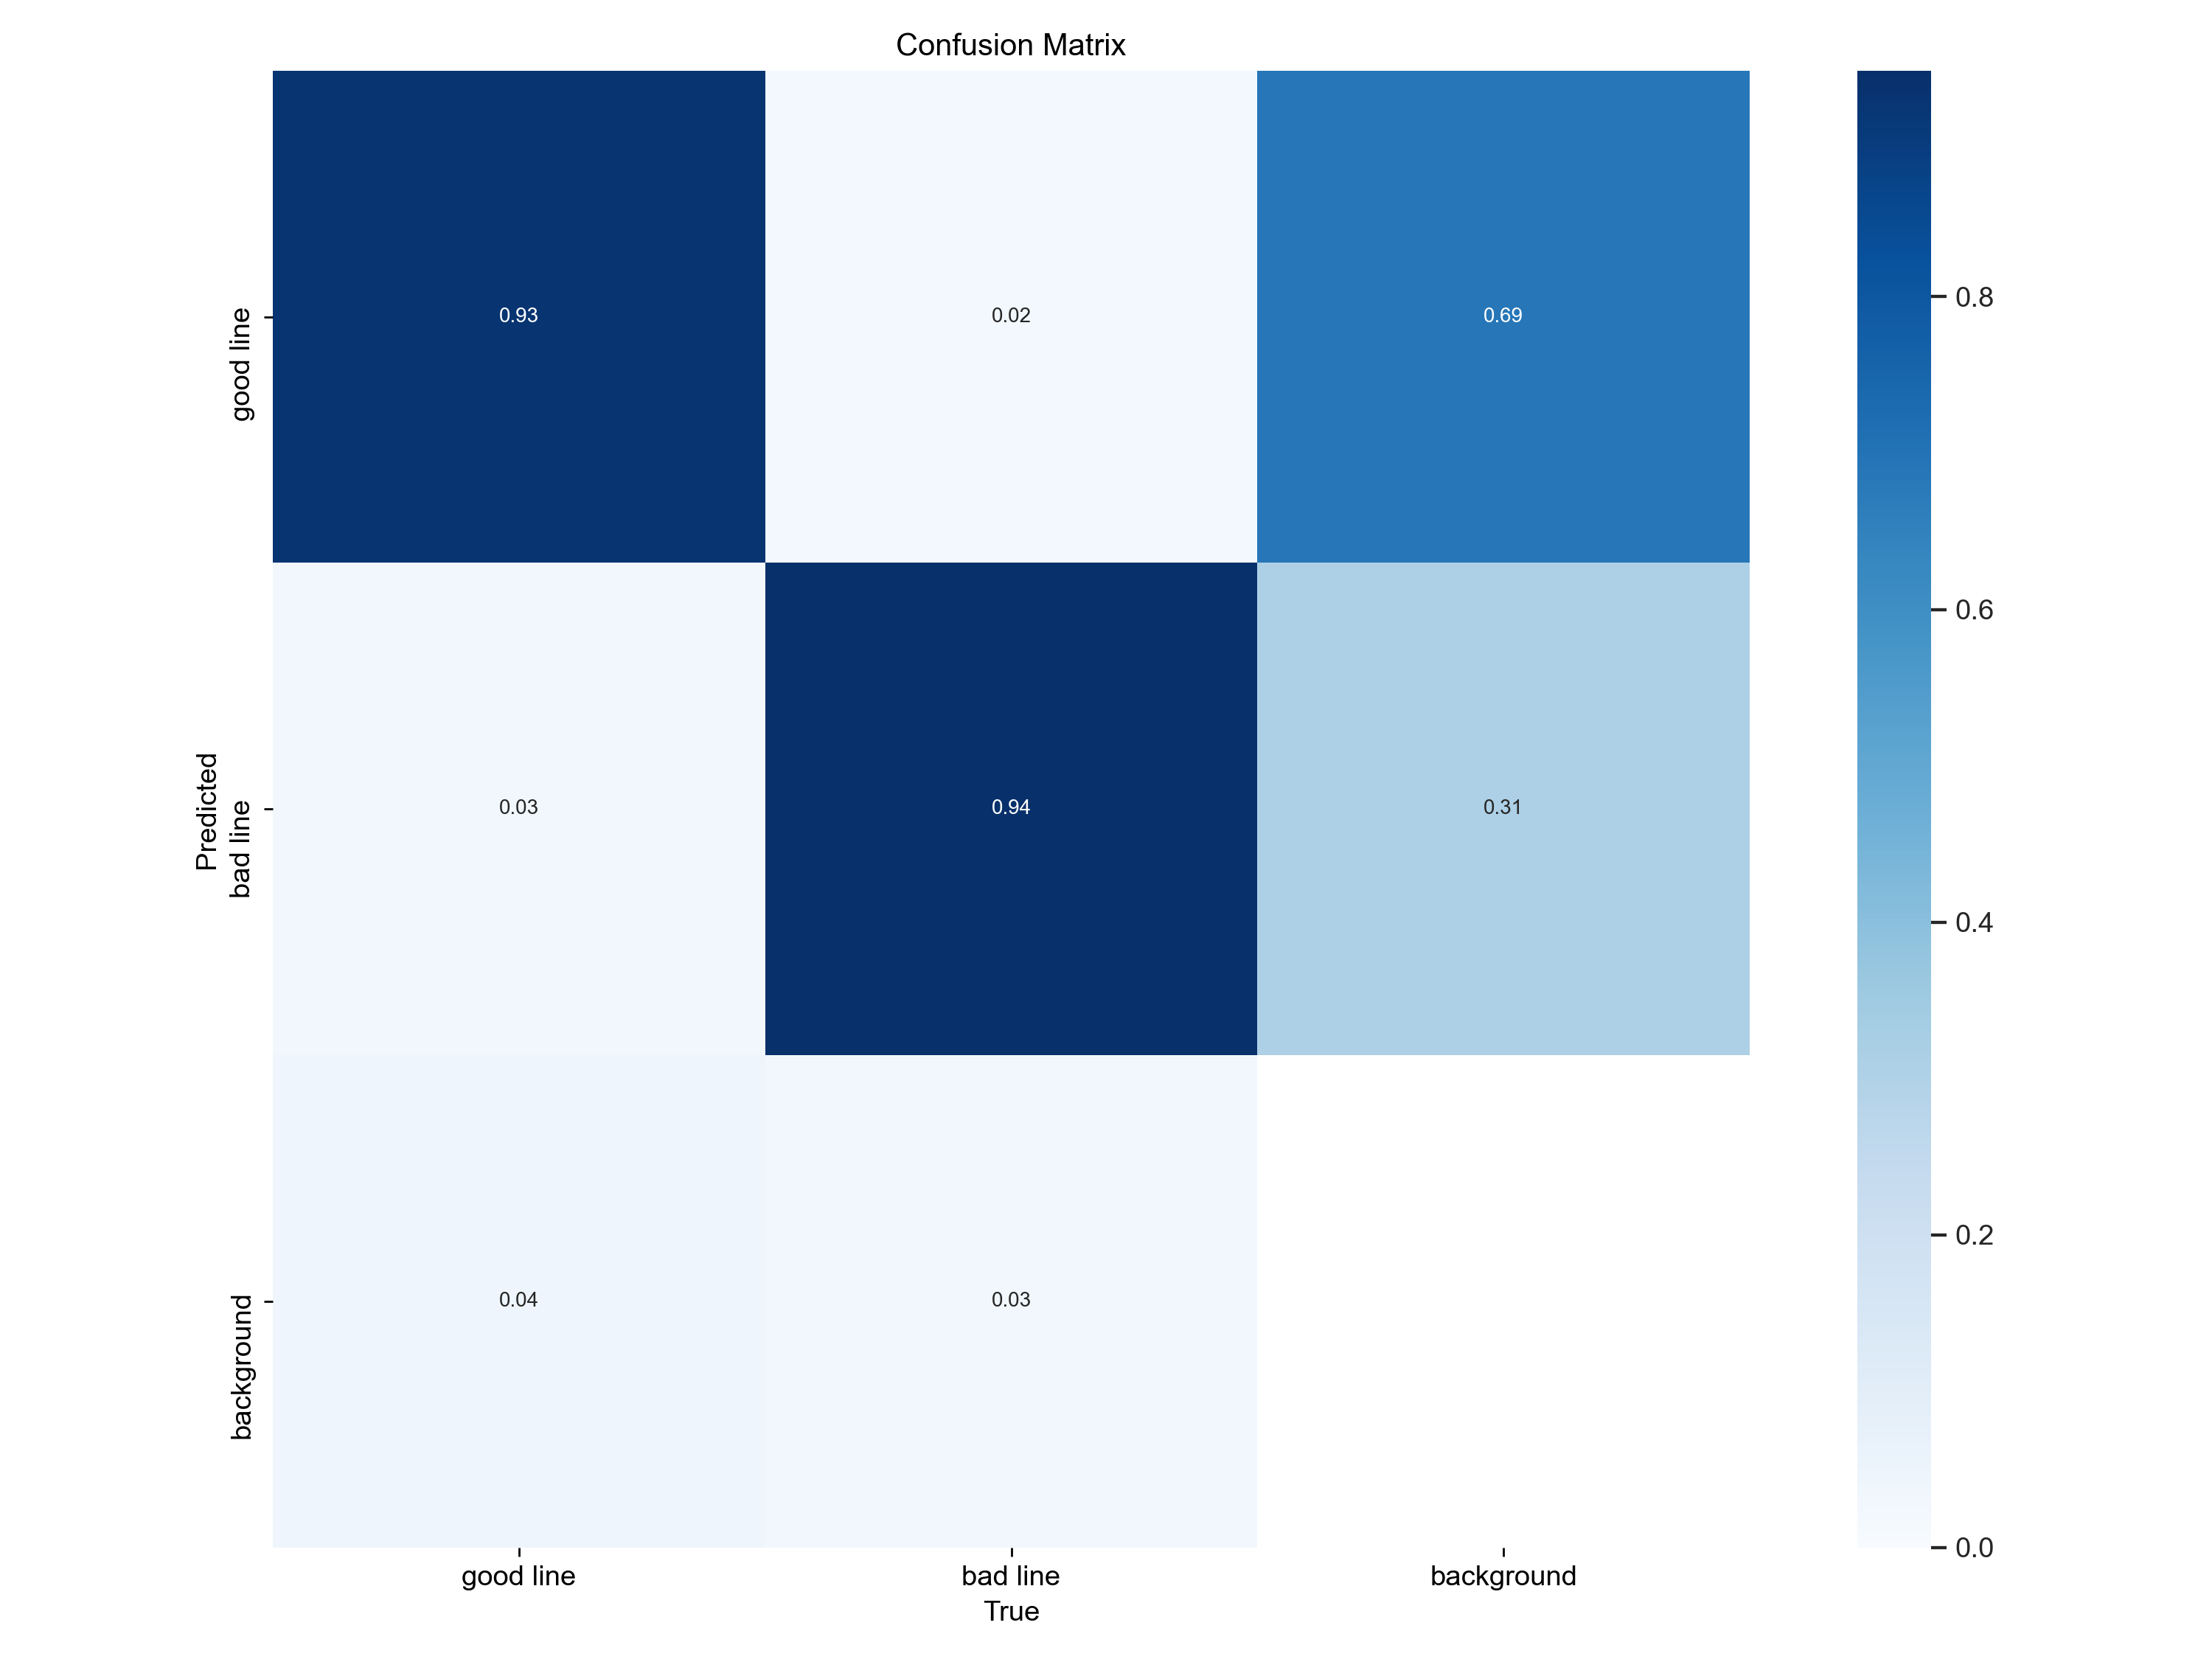 Confusion Matrix
good line
0.93
0.02
0.69
Predicted
bad line
0.03
0.94
0.31
background
0.04
0.03
good line
bad line
background
True
0.8
0.6
0.4
0.2
0.0